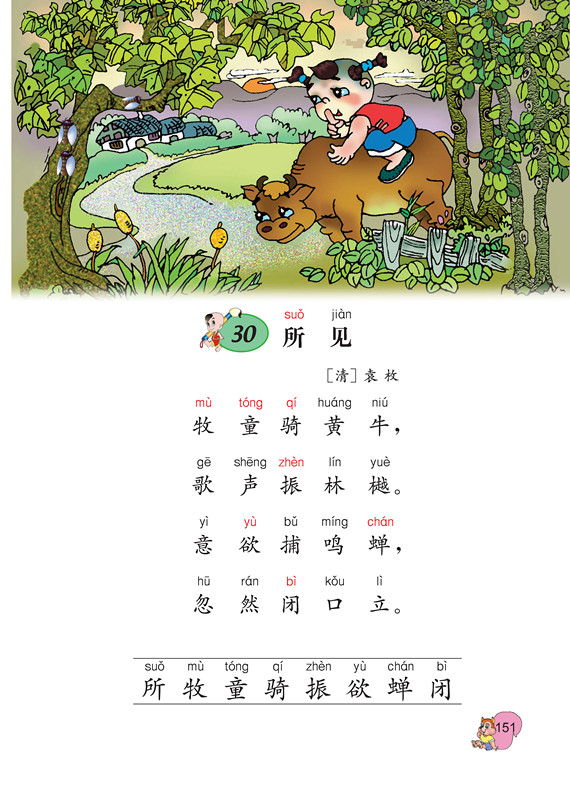 suǒ jiàn
30 所 见
[清] 袁 枚
mù tóng qí huáng niú
牧 童 骑 黄 牛，
gē shēng zhèn lín yuè
歌 声 振 林 樾。
yì yù bǔ míng chán
意 欲 捕 鸣 蝉，
hū rán bì kǒu lì
忽 然 闭 口 立。
suǒ mù tóng qí zhèn yù chán bì
所 牧 童 骑 振 欲 蝉 闭
151